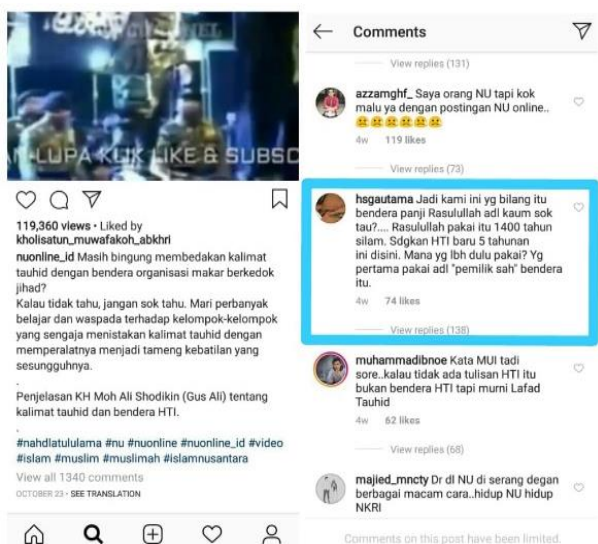 N LUPA KLIK LIKE & SUBSC
119,360 views • Liked by
kholisatun_muwafakoh_abkhri
nuonline_id Masih bingung membedakan kalimat
tauhid dengan bendera organisasi makar berkedok
jihad?
Kalau tidak tahu, jangan sok tahu. Mari perbanyak
belajar dan waspada terhadap kelompok-kelompok
yang sengaja menistakan kalimat tauhid dengan
memperalatnya menjadi tameng kebatilan yang
sesungguhnya.
.
Penjelasan KH Moh Ali Shodikin (Gus Ali) tentang
kalimat tauhid dan bendera HTI.
.
#nahdlatululama #nu #nuonline #nuonline_id #video
#islam #muslim #muslimah #islamnusantara
View all 1340 comments
OCTOBER 23 • SEE TRANSLATION
Comments
View replies (131)
azzamghf_ Saya orang NU tapi kok
malu ya dengan postingan NU online..
4w 119 likes
View replies (73)
hsgautama Jadi kami ini yg bilang itu
bendera panji Rasulullah adl kaum sok
tau?.... Rasulullah pakai itu 1400 tahun
silam. Sdgkan HTI baru 5 tahunan
ini disini. Mana yg lbh dulu pakai? Yg
pertama pakai adl "pemilik sah" bendera
itu.
4w 74 likes
View replies (138)
muhammadibnoe Kata MUI tadi
sore..kalau tidak ada tulisan HTI itu
bukan bendera HTI tapi murni Lafad
Tauhid
4w 62 likes
View replies (68)
majied_mncty Dr dl NU di serang degan
berbagai macam cara..hidup NU hidup
NKRI
Comments on this post have been limited.